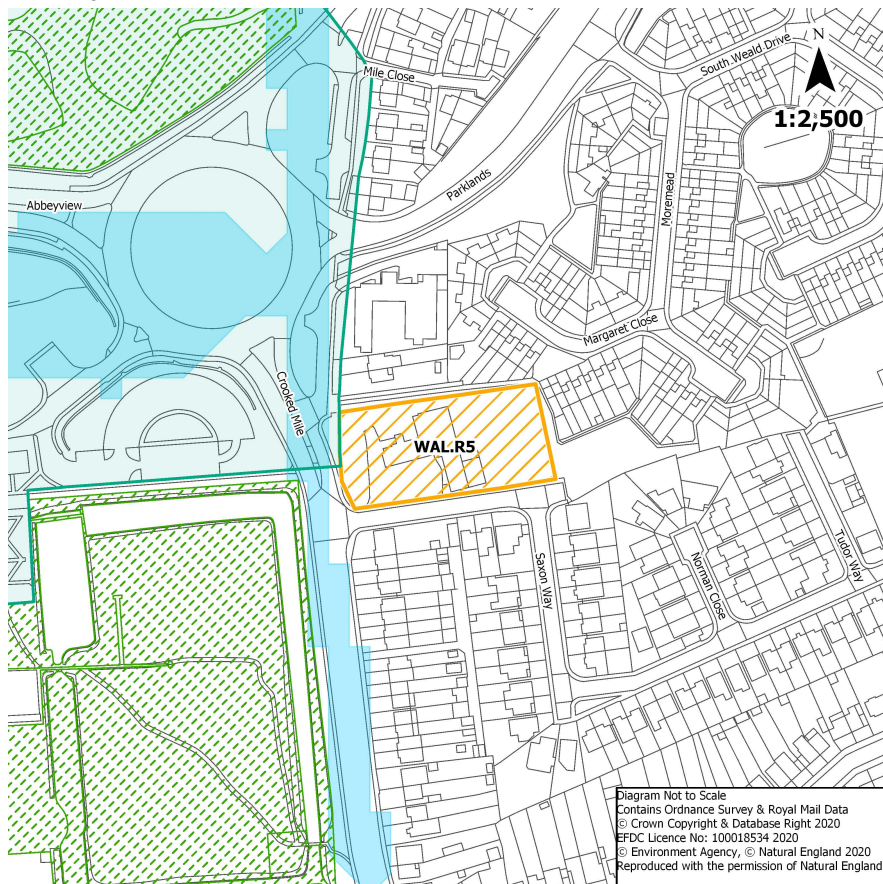 South Weald Drive
N
Mile Close
1:2,500
Parklands
Abbeyview
Moremead
Margaret Close
Crooked Mile
WAL.R5
Saxon Way
Norman Close
Tudor Way
Diagram Not to Scale
Contains Ordnance Survey & Royal Mail Data
© Crown Copyright & Database Right 2020
EFDC Licence No: 100018534 2020
© Environment Agency, © Natural England 2020
Reproduced with the permission of Natural England